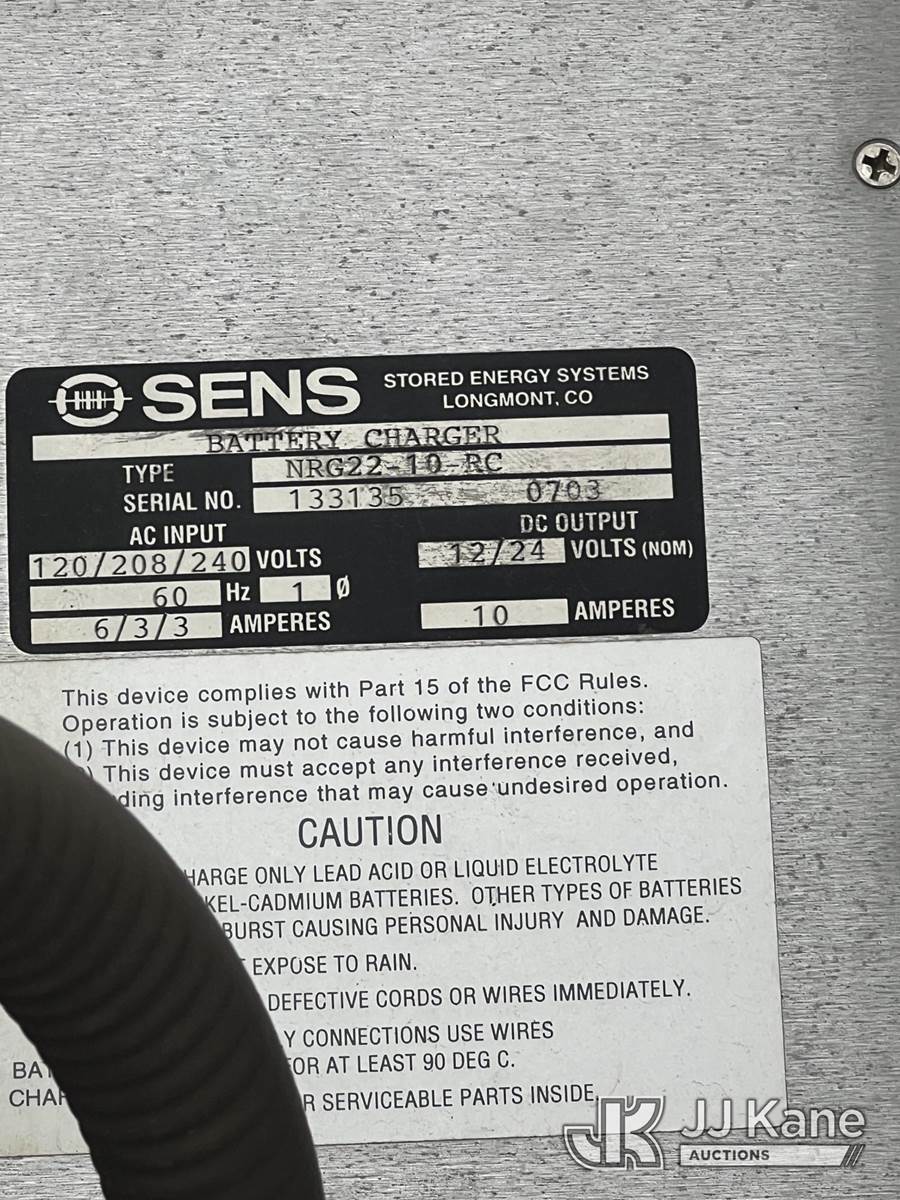 SENS STORED ENERGY SYSTEMS
LONGMONT, CO
BATTERY CHARGER
TYPE NRG22-10-RC
SERIAL NO. 133135 0703
AC INPUT DC OUTPUT
120/208/240 VOLTS 12/24 VOLTS (NOM)
60 Hz 1 Ø
6/3/3 AMPERES 10 AMPERES
This device complies with Part 15 of the FCC Rules.
Operation is subject to the following two conditions:
(1) This device may not cause harmful interference, and
) This device must accept any interference received,
ding interference that may cause undesired operation.
CAUTION
HARGE ONLY LEAD ACID OR LIQUID ELECTROLYTE
KEL-CADMIUM BATTERIES. OTHER TYPES OF BATTERIES
BURST CAUSING PERSONAL INJURY AND DAMAGE.
EXPOSE TO RAIN.
DEFECTIVE CORDS OR WIRES IMMEDIATELY.
Y CONNECTIONS USE WIRES
BAT OR AT LEAST 90 DEG C.
CHAR R SERVICEABLE PARTS INSIDE.
JK JJ Kane
AUCTIONS